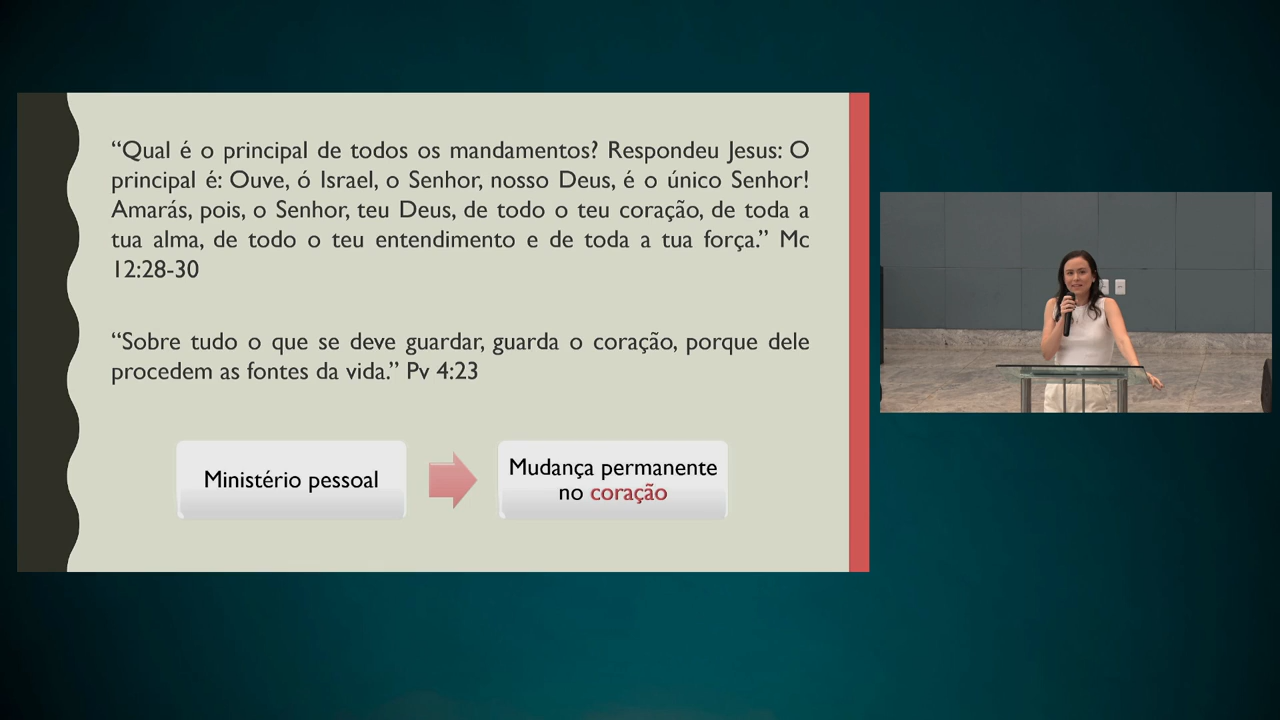 “Qual é o principal de todos os mandamentos? Respondeu Jesus: O
principal é: Ouve, ó Israel, o Senhor, nosso Deus, é o único Senhor!
Amarás, pois, o Senhor, teu Deus, de todo o teu coração, de toda a
tua alma, de todo o teu entendimento e de toda a tua força.” Mc
12:28-30
“Sobre tudo o que se deve guardar, guarda o coração, porque dele
procedem as fontes da vida.” Pv 4:23
Ministério pessoal
Mudança permanente
no coração